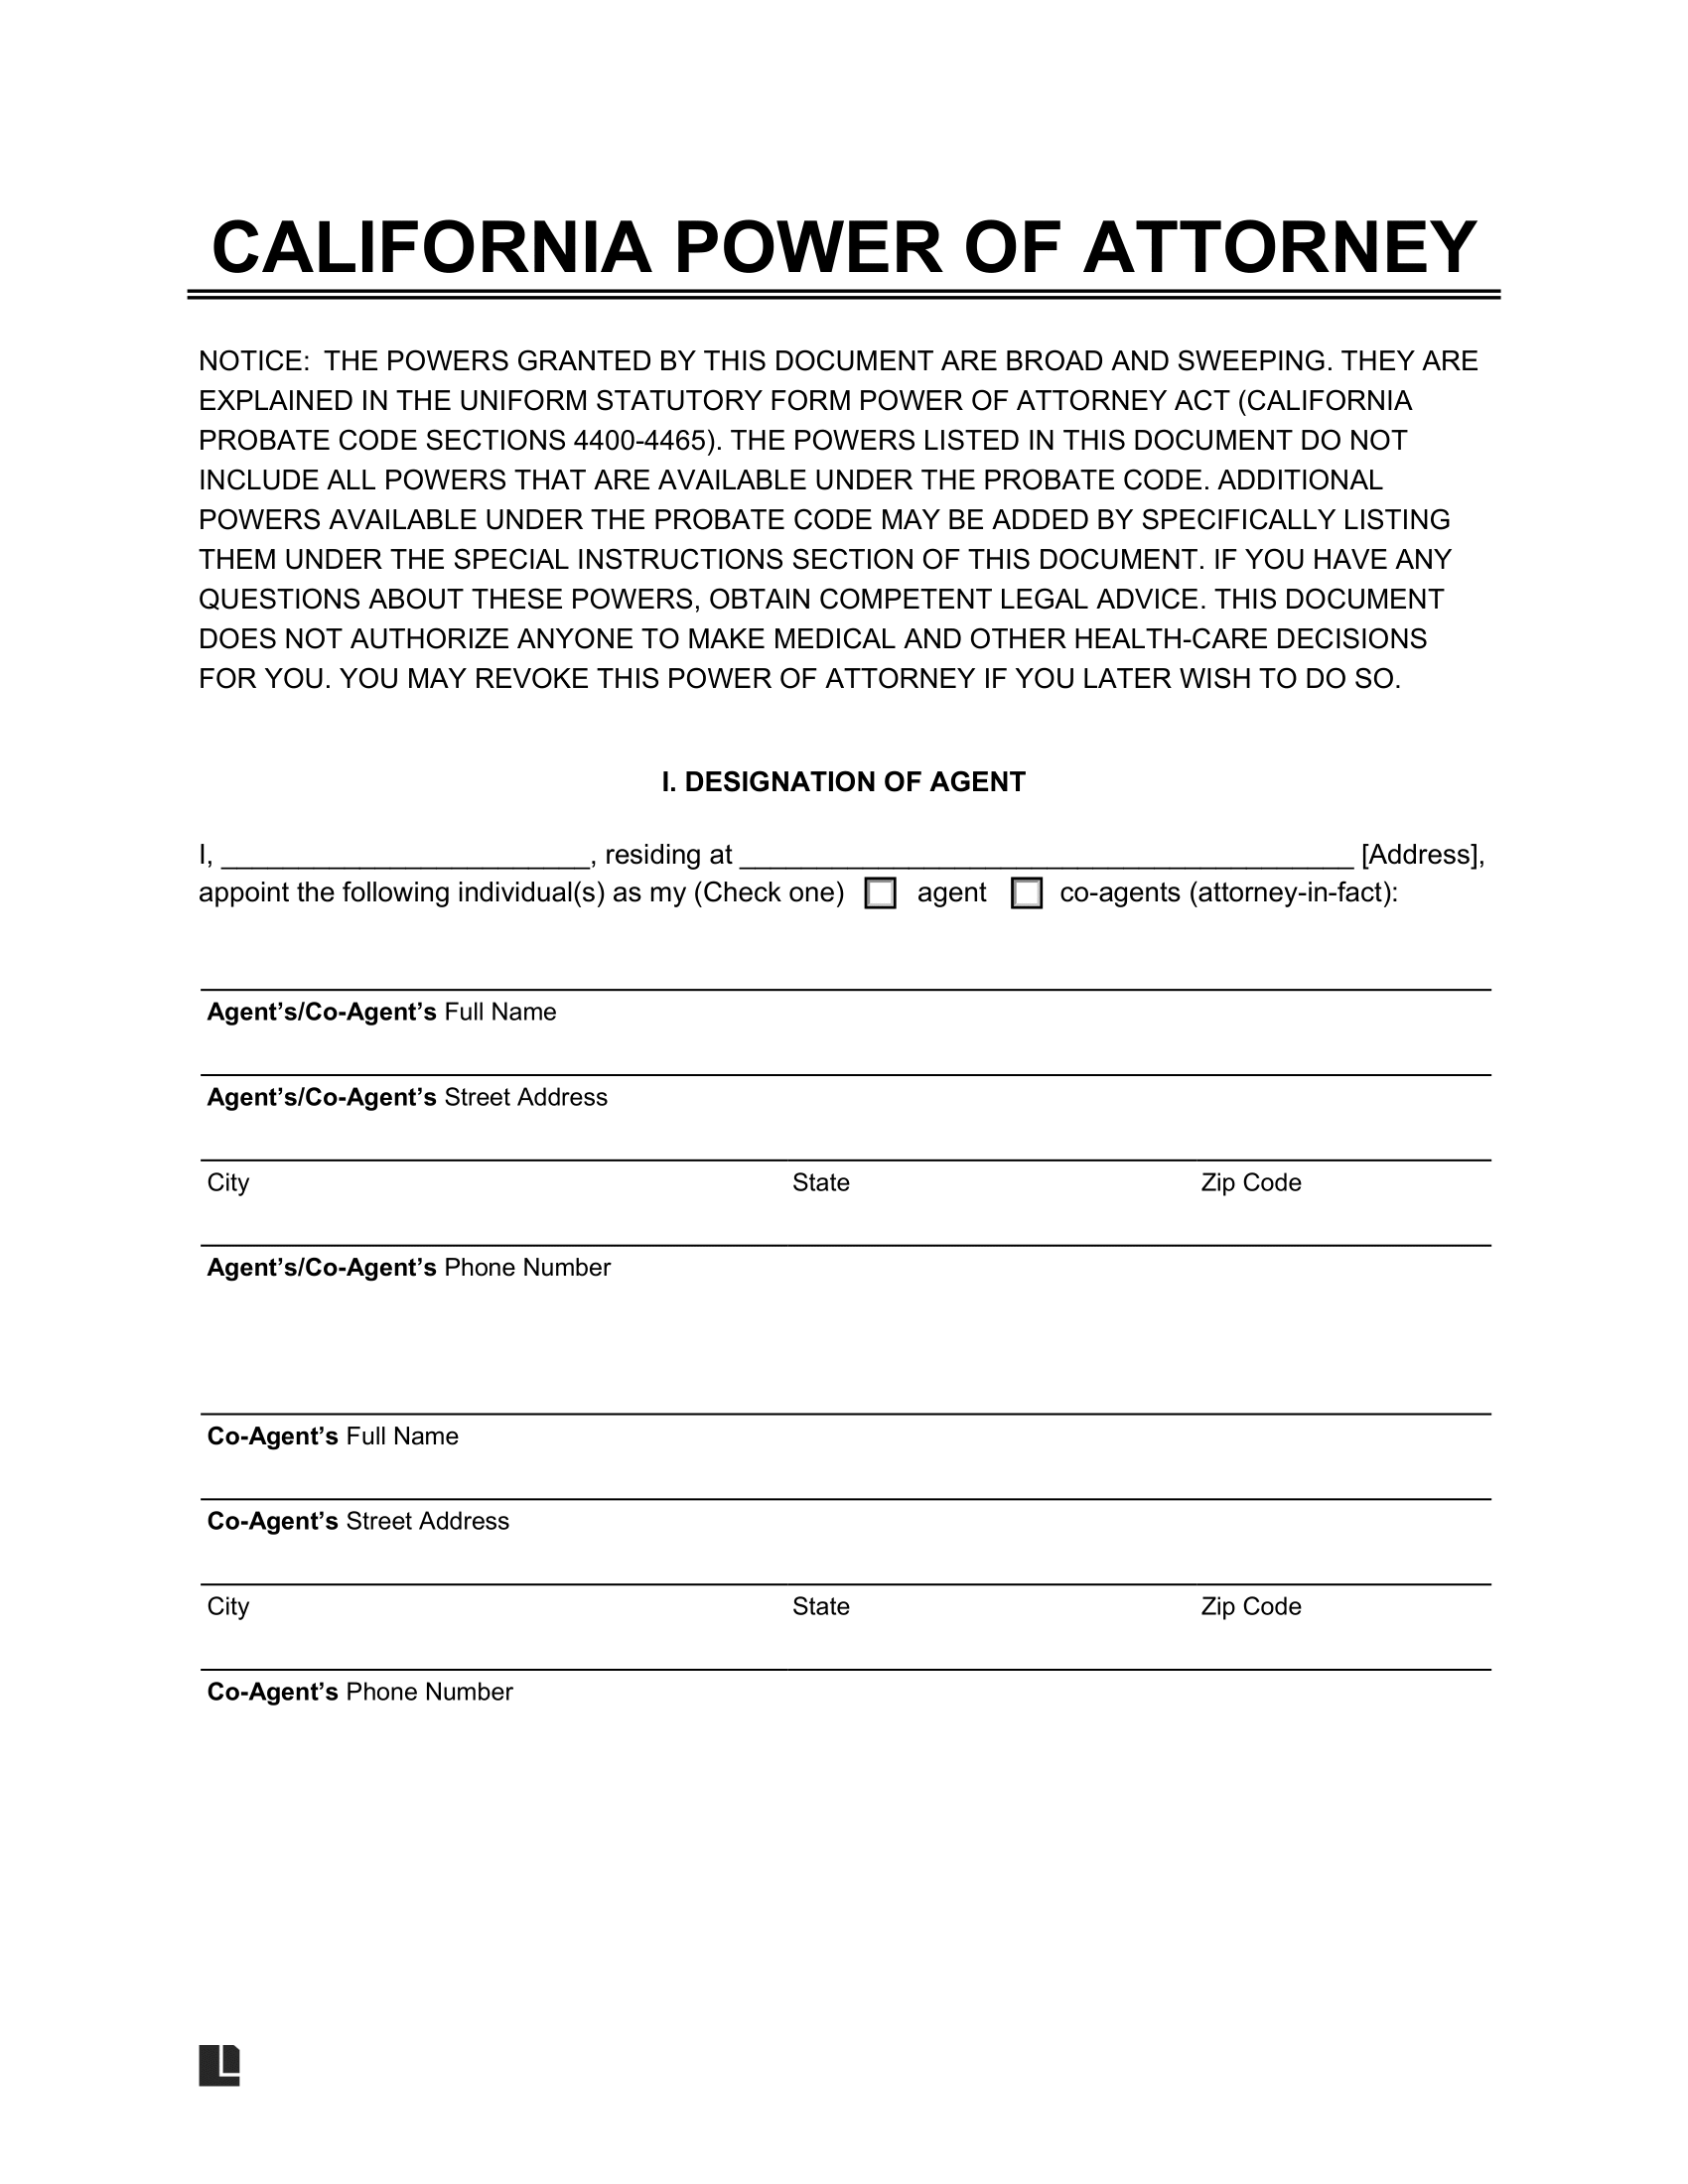 CALIFORNIA POWER OF ATTORNEY
NOTICE:  THE POWERS GRANTED BY THIS DOCUMENT ARE BROAD AND SWEEPING. THEY ARE
EXPLAINED IN THE UNIFORM STATUTORY FORM POWER OF ATTORNEY ACT (CALIFORNIA
PROBATE CODE SECTIONS 4400-4465). THE POWERS LISTED IN THIS DOCUMENT DO NOT
INCLUDE ALL POWERS THAT ARE AVAILABLE UNDER THE PROBATE CODE. ADDITIONAL
POWERS AVAILABLE UNDER THE PROBATE CODE MAY BE ADDED BY SPECIFICALLY LISTING
THEM UNDER THE SPECIAL INSTRUCTIONS SECTION OF THIS DOCUMENT. IF YOU HAVE ANY
QUESTIONS ABOUT THESE POWERS, OBTAIN COMPETENT LEGAL ADVICE. THIS DOCUMENT
DOES NOT AUTHORIZE ANYONE TO MAKE MEDICAL AND OTHER HEALTH-CARE DECISIONS
FOR YOU. YOU MAY REVOKE THIS POWER OF ATTORNEY IF YOU LATER WISH TO DO SO.
I. DESIGNATION OF AGENT
I, ________________________, residing at ________________________________________ [Address],
appoint the following individual(s) as my (Check one) ☐ agent ☐ co-agents (attorney-in-fact):
Agent’s/Co-Agent’s Full Name
Agent’s/Co-Agent’s Street Address
City State Zip Code
Agent’s/Co-Agent’s Phone Number
Co-Agent’s Full Name
Co-Agent’s Street Address
City State Zip Code
Co-Agent’s Phone Number